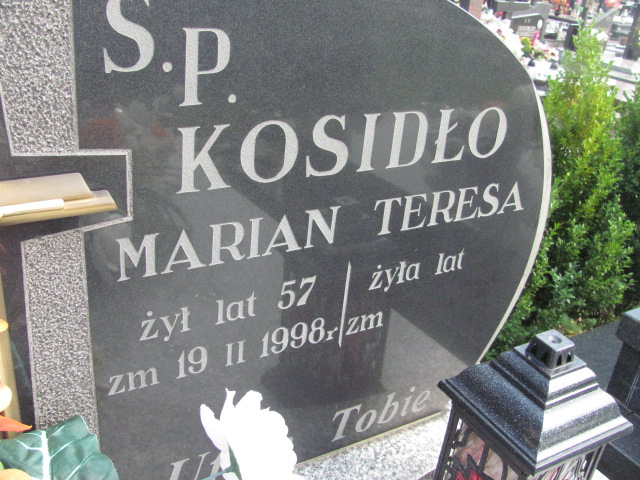 Ś.P.
KOSIDŁO
MARIAN TERESA
żył lat 57 żyła lat
zm 19 II 1998r zm
Tobie